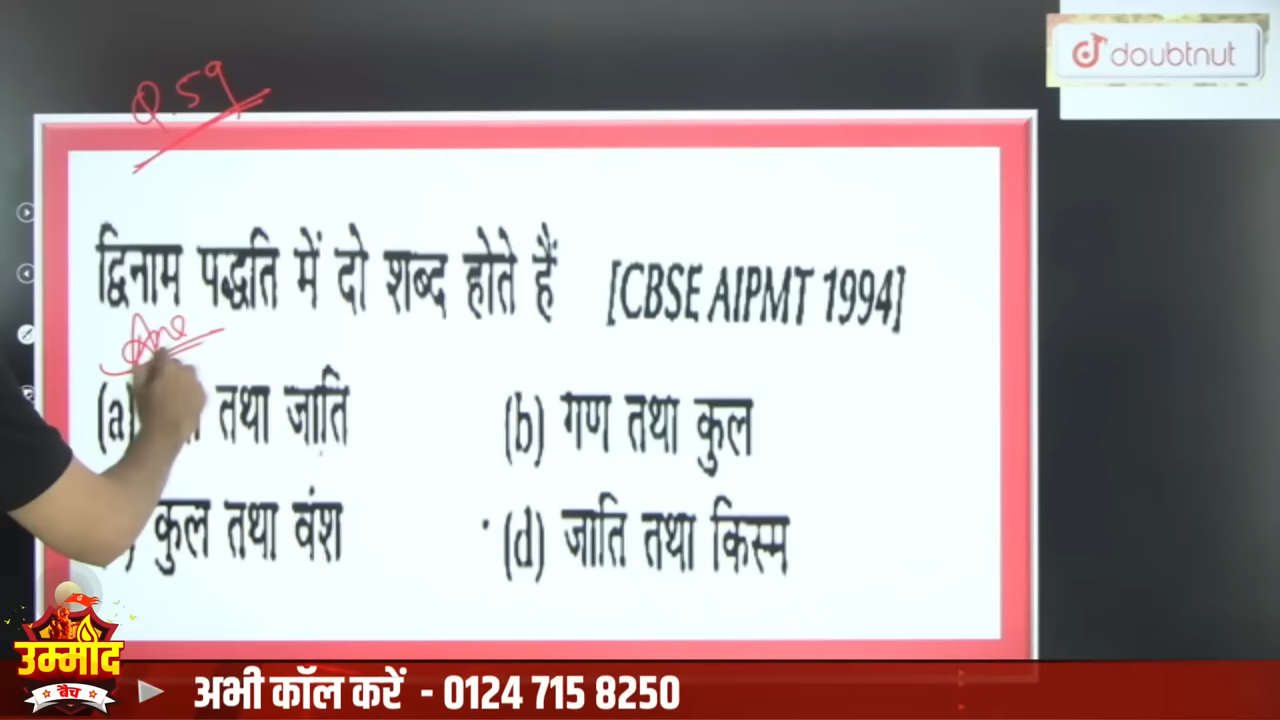 doubtnut
Q.59
द्विनाम पद्धति में दो शब्द होते हैं [CBSE AIPMT 1994]
Ans
(a) तथा जाति
(b) गण तथा कुल
कुल तथा वंश
(d) जाति तथा किस्म
उम्मीद
बैच
अभी कॉल करें - 0124 715 8250